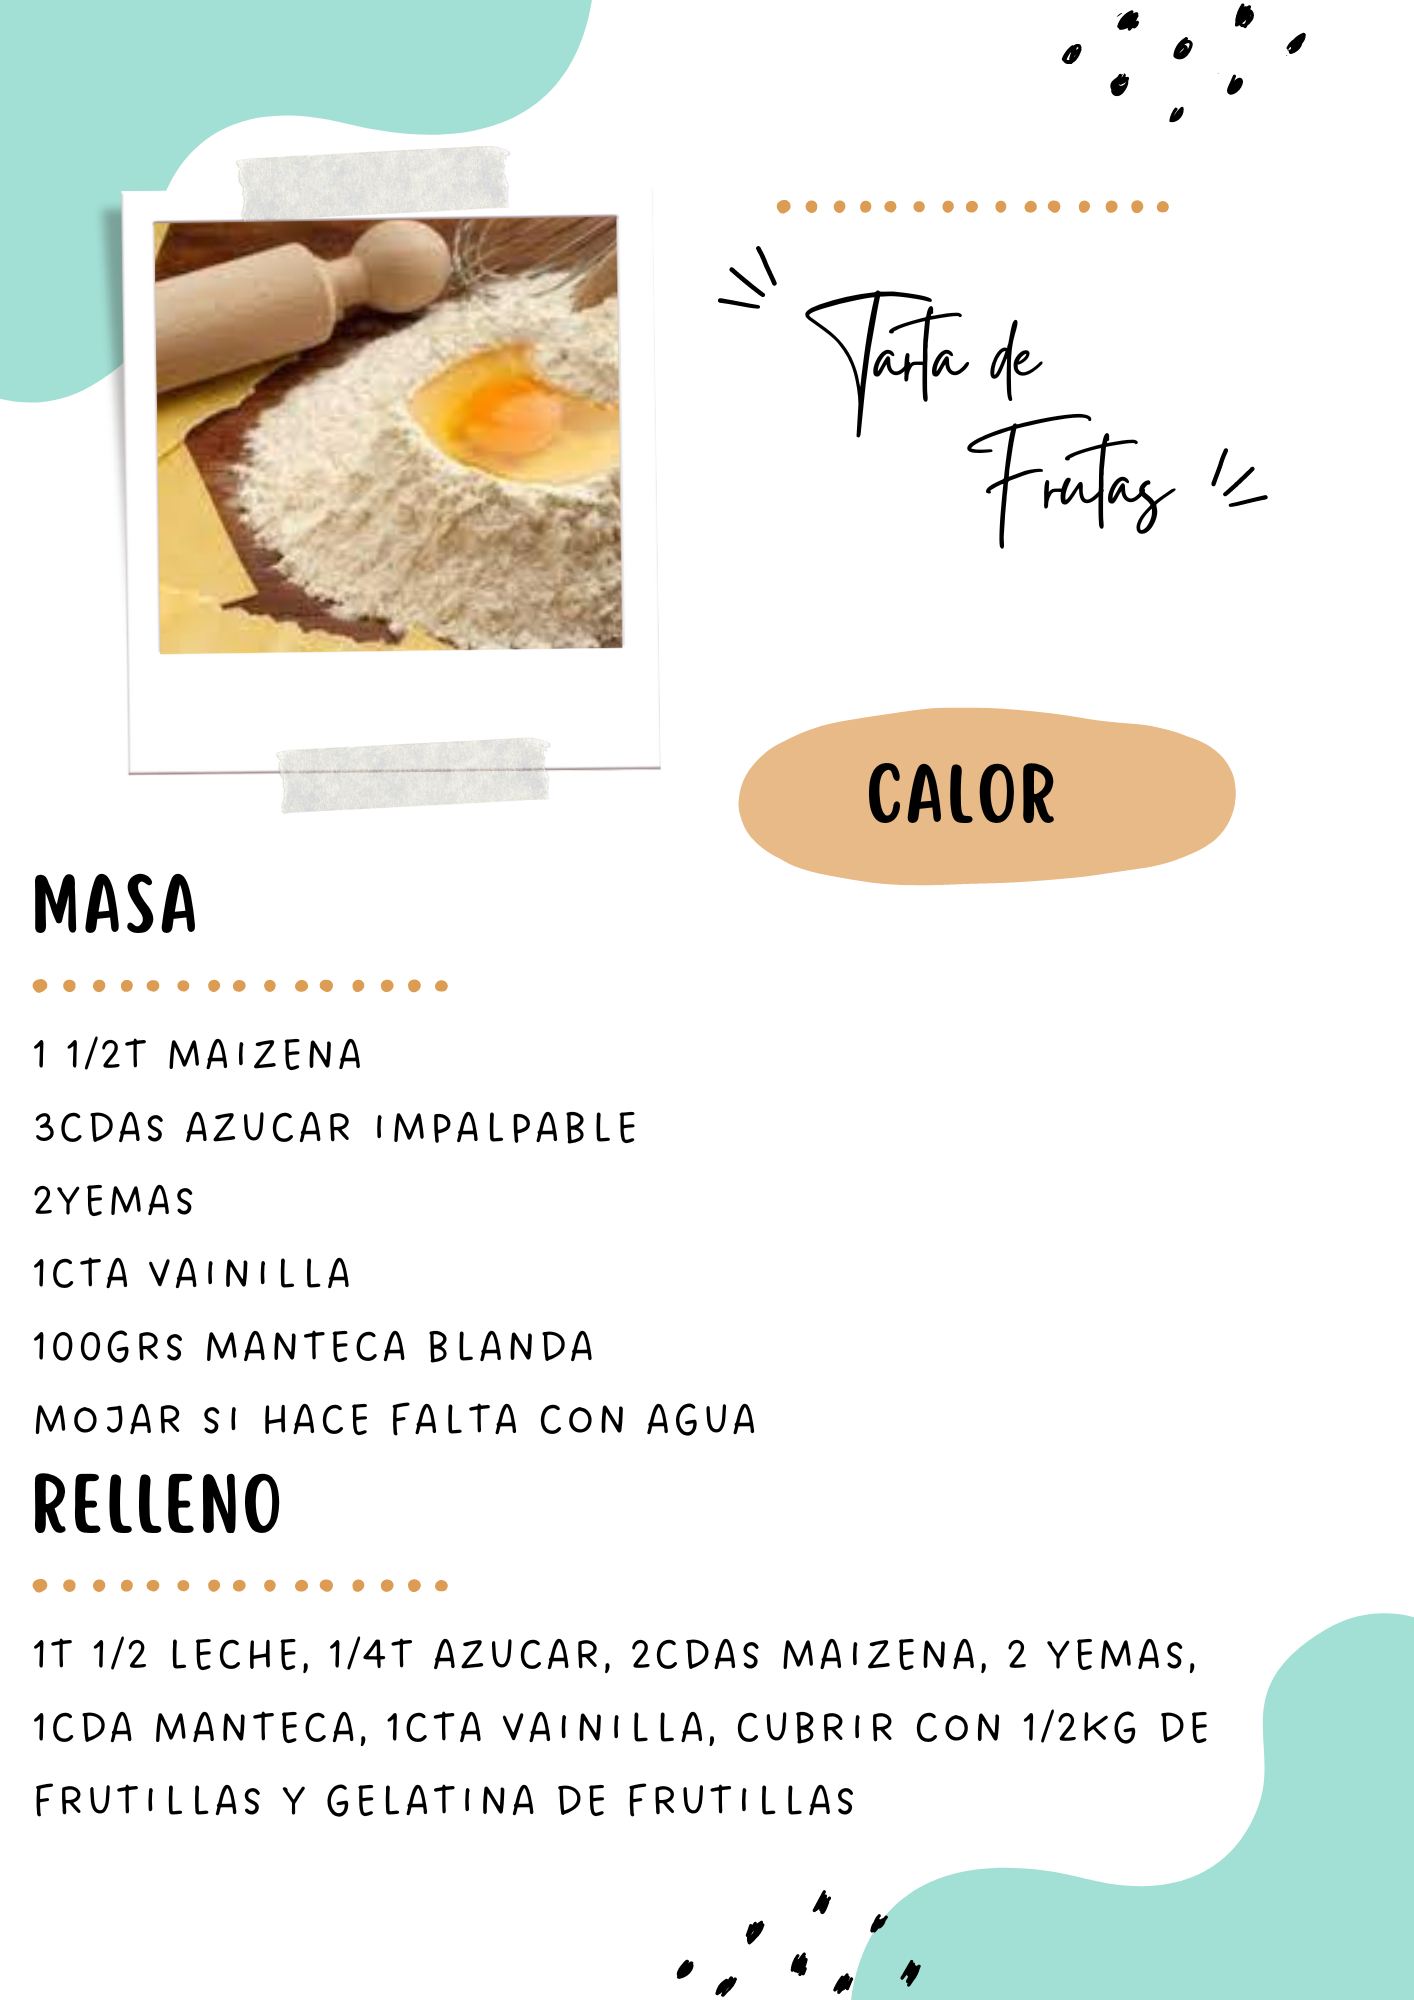 Tarta de
Frutas
CALOR
MASA
1 1/2T MAIZENA
3CDAS AZUCAR IMPALPABLE
2YEMAS
1CTA VAINILLA
100GRS MANTECA BLANDA
MOJAR SI HACE FALTA CON AGUA
RELLENO
1T 1/2 LECHE, 1/4T AZUCAR, 2CDAS MAIZENA, 2 YEMAS,
1CDA MANTECA, 1CTA VAINILLA, CUBRIR CON 1/2KG DE
FRUTILLAS Y GELATINA DE FRUTILLAS